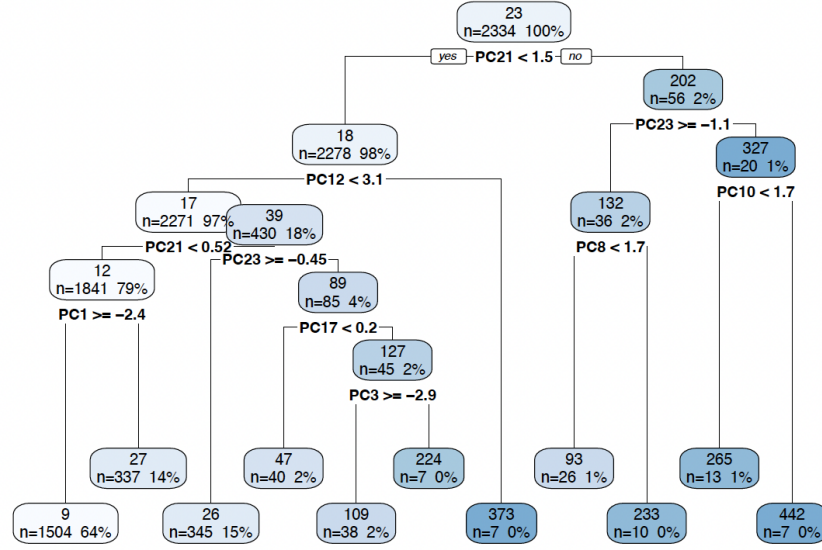 23
n=2334 100%
yes PC21 < 1.5 no
202
n=56 2%
PC23 >= −1.1
18
n=2278 98%
327
n=20 1%
PC12 < 3.1
PC10 < 1.7
17
n=2271 97%
39
n=430 18%
132
n=36 2%
PC21 < 0.52
PC23 >= −0.45
PC8 < 1.7
12
n=1841 79%
89
n=85 4%
PC1 >= −2.4
PC17 < 0.2
127
n=45 2%
PC3 >= −2.9
27
n=337 14%
47
n=40 2%
224
n=7 0%
93
n=26 1%
265
n=13 1%
9
n=1504 64%
26
n=345 15%
109
n=38 2%
373
n=7 0%
233
n=10 0%
442
n=7 0%